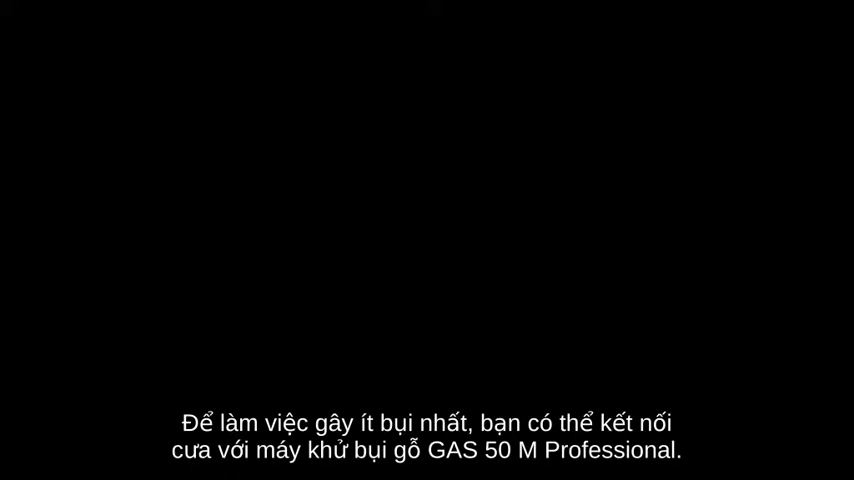 Để làm việc gây ít bụi nhất, bạn có thể kết nối
cưa với máy khử bụi gỗ GAS 50 M Professional.